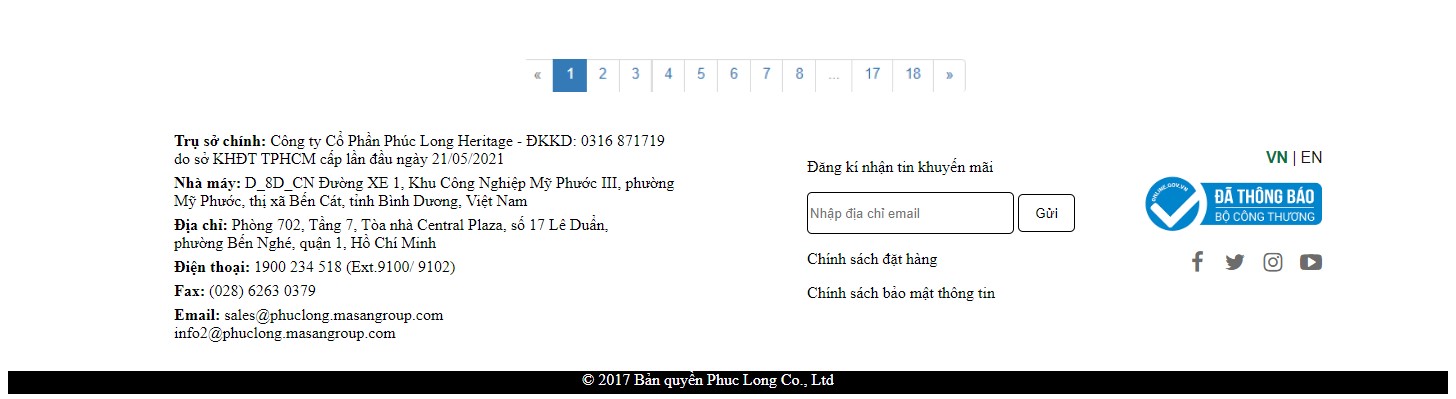 « 1 2 3 4 5 6 7 8 ... 17 18 »
Trụ sở chính: Công ty Cổ Phần Phúc Long Heritage - ĐKKD: 0316 871719
do sở KHĐT TPHCM cấp lần đầu ngày 21/05/2021
Nhà máy: D_8D_CN Đường XE 1, Khu Công Nghiệp Mỹ Phước III, phường
Mỹ Phước, thị xã Bến Cát, tỉnh Bình Dương, Việt Nam
Địa chỉ: Phòng 702, Tầng 7, Tòa nhà Central Plaza, số 17 Lê Duẩn,
phường Bến Nghé, quận 1, Hồ Chí Minh
Điện thoại: 1900 234 518 (Ext.9100/ 9102)
Fax: (028) 6263 0379
Email: sales@phuclong.masangroup.com
info2@phuclong.masangroup.com
Đăng kí nhận tin khuyến mãi
Nhập địa chỉ email Gửi
Chính sách đặt hàng
Chính sách bảo mật thông tin
VN | EN
ONLINE.GOV.VN
ĐÃ THÔNG BÁO
BỘ CÔNG THƯƠNG
© 2017 Bản quyền Phuc Long Co., Ltd